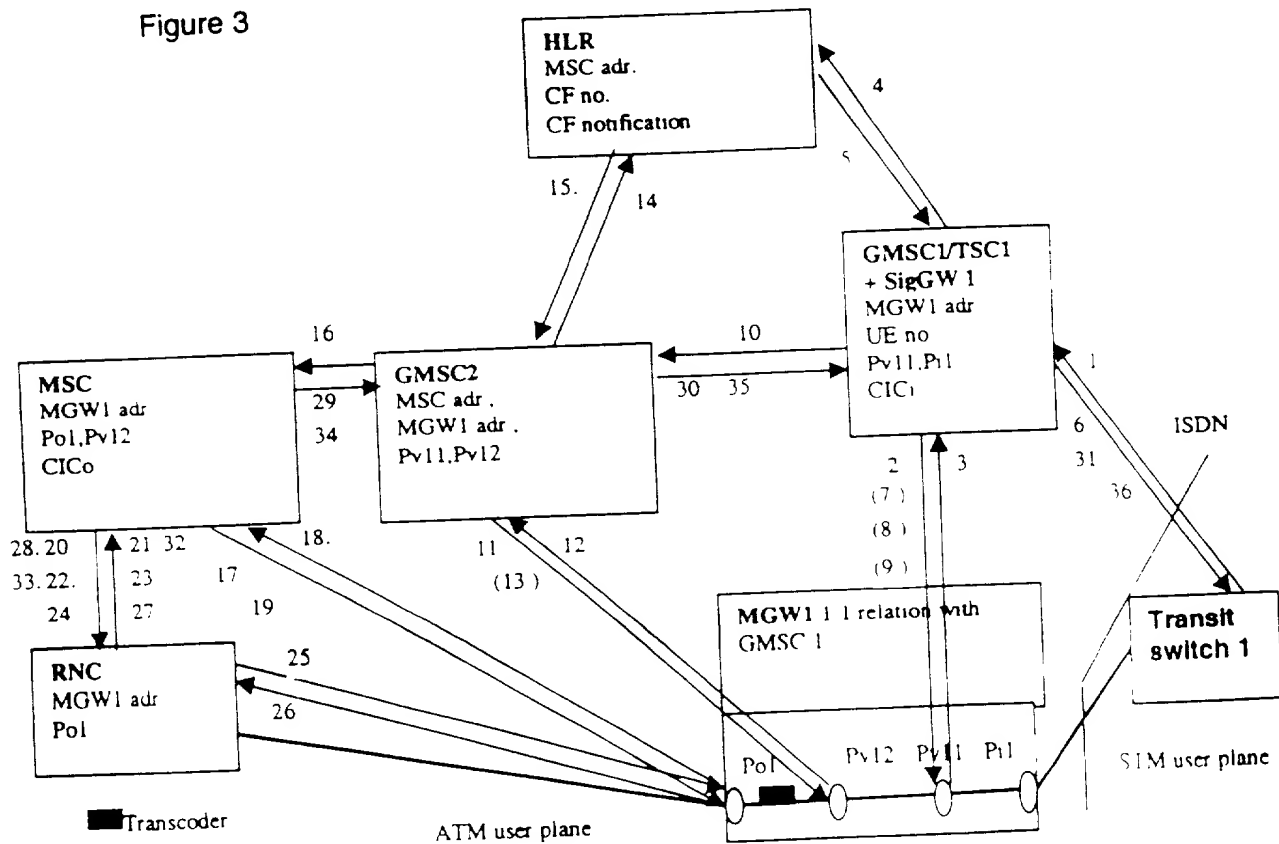 Figure 3
HLR
MSC adr.
CF no.
CF notification
4
5
15.
14
GMSC1/TSC1
+ SigGW 1
MGW1 adr
UE no
Pv11,Pi1
CICi
16
10
MSC
MGW1 adr
Po1,Pv12
CICo
29
34
GMSC2
MSC adr,
MGW1 adr,
Pv11,Pv12
30 35
1
6
31
36
ISDN
2 3
(7)
(8)
(9)
28.20
33.22.
24
21 32
23
27
18.
17
19
11
(13)
12
MGW1 1 1 relation with
GMSC 1
Transit
switch 1
RNC
MGW1 adr
Po1
25
26
Po1 Pv12 Pv11 Pi1
STM user plane
Transcoder
ATM user plane